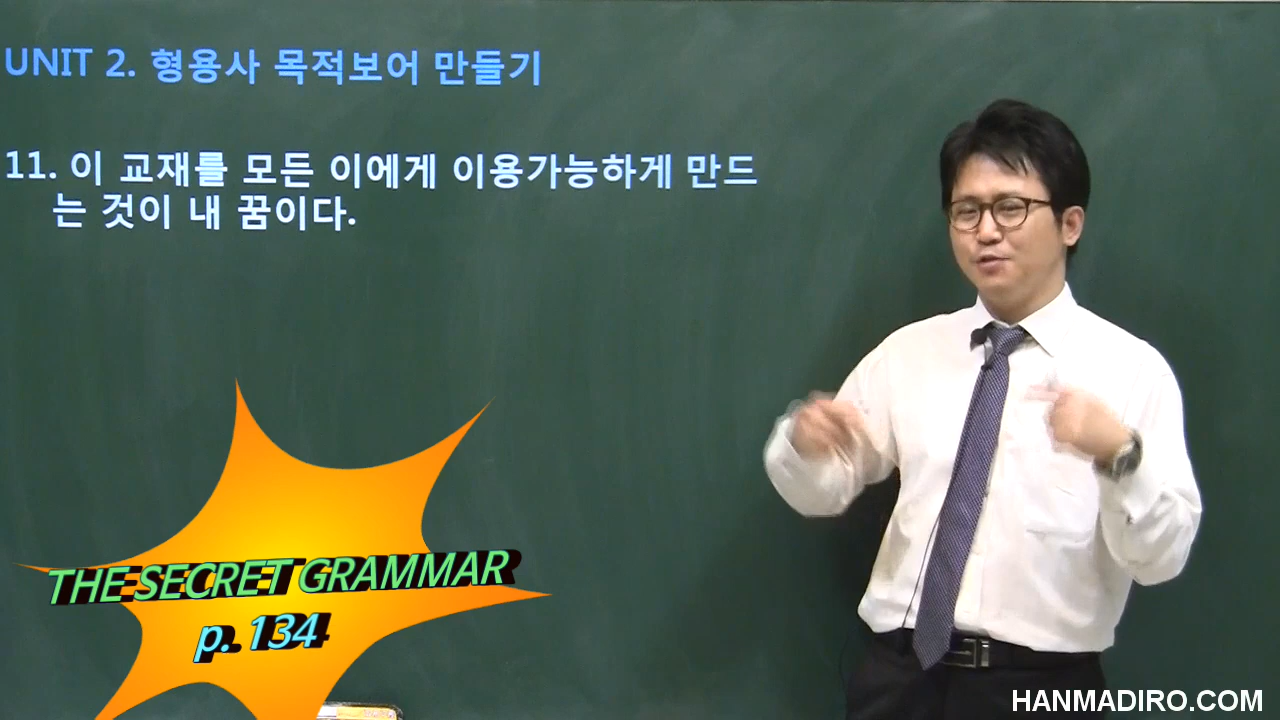 UNIT 2. 형용사 목적보어 만들기
11. 이 교재를 모든 이에게 이용가능하게 만드
는 것이 내 꿈이다.
THE SECRET GRAMMAR
p. 134
HANMADIRO.COM